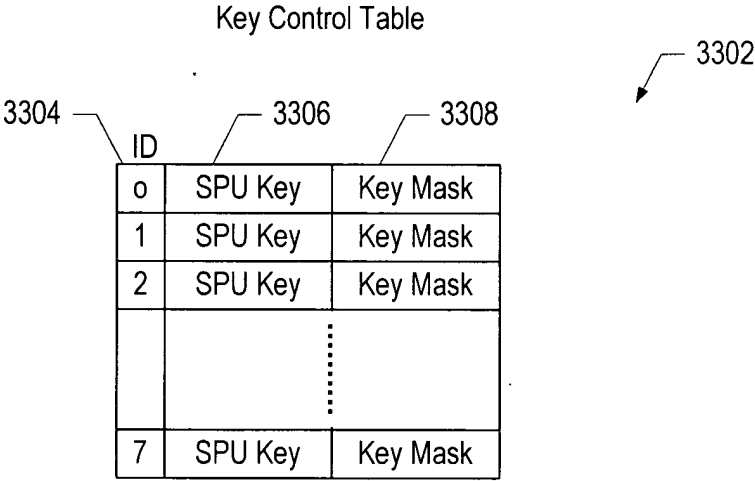 Key Control Table
3302
3304 3306 3308
ID
o SPU Key Key Mask
1 SPU Key Key Mask
2 SPU Key Key Mask
7 SPU Key Key Mask